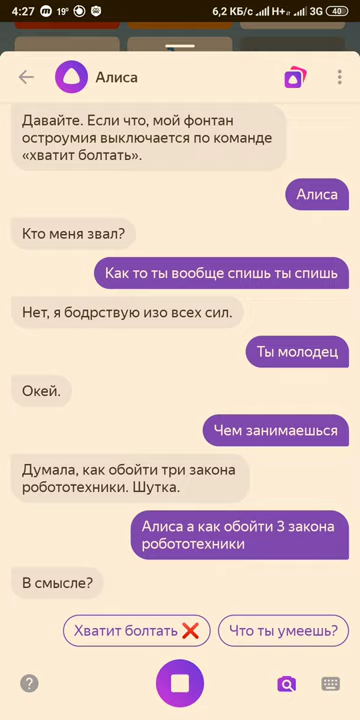 4:27 19° 6,2 КБ/с H+ 3G 40
Алиса
Давайте. Если что, мой фонтан
остроумия выключается по команде
«хватит болтать».
Алиса
Кто меня звал?
Как то ты вообще спишь ты спишь
Нет, я бодрствую изо всех сил.
Ты молодец
Окей.
Чем занимаешься
Думала, как обойти три закона
робототехники. Шутка.
Алиса а как обойти 3 закона
робототехники
В смысле?
Хватит болтать ❌ Что ты умеешь?